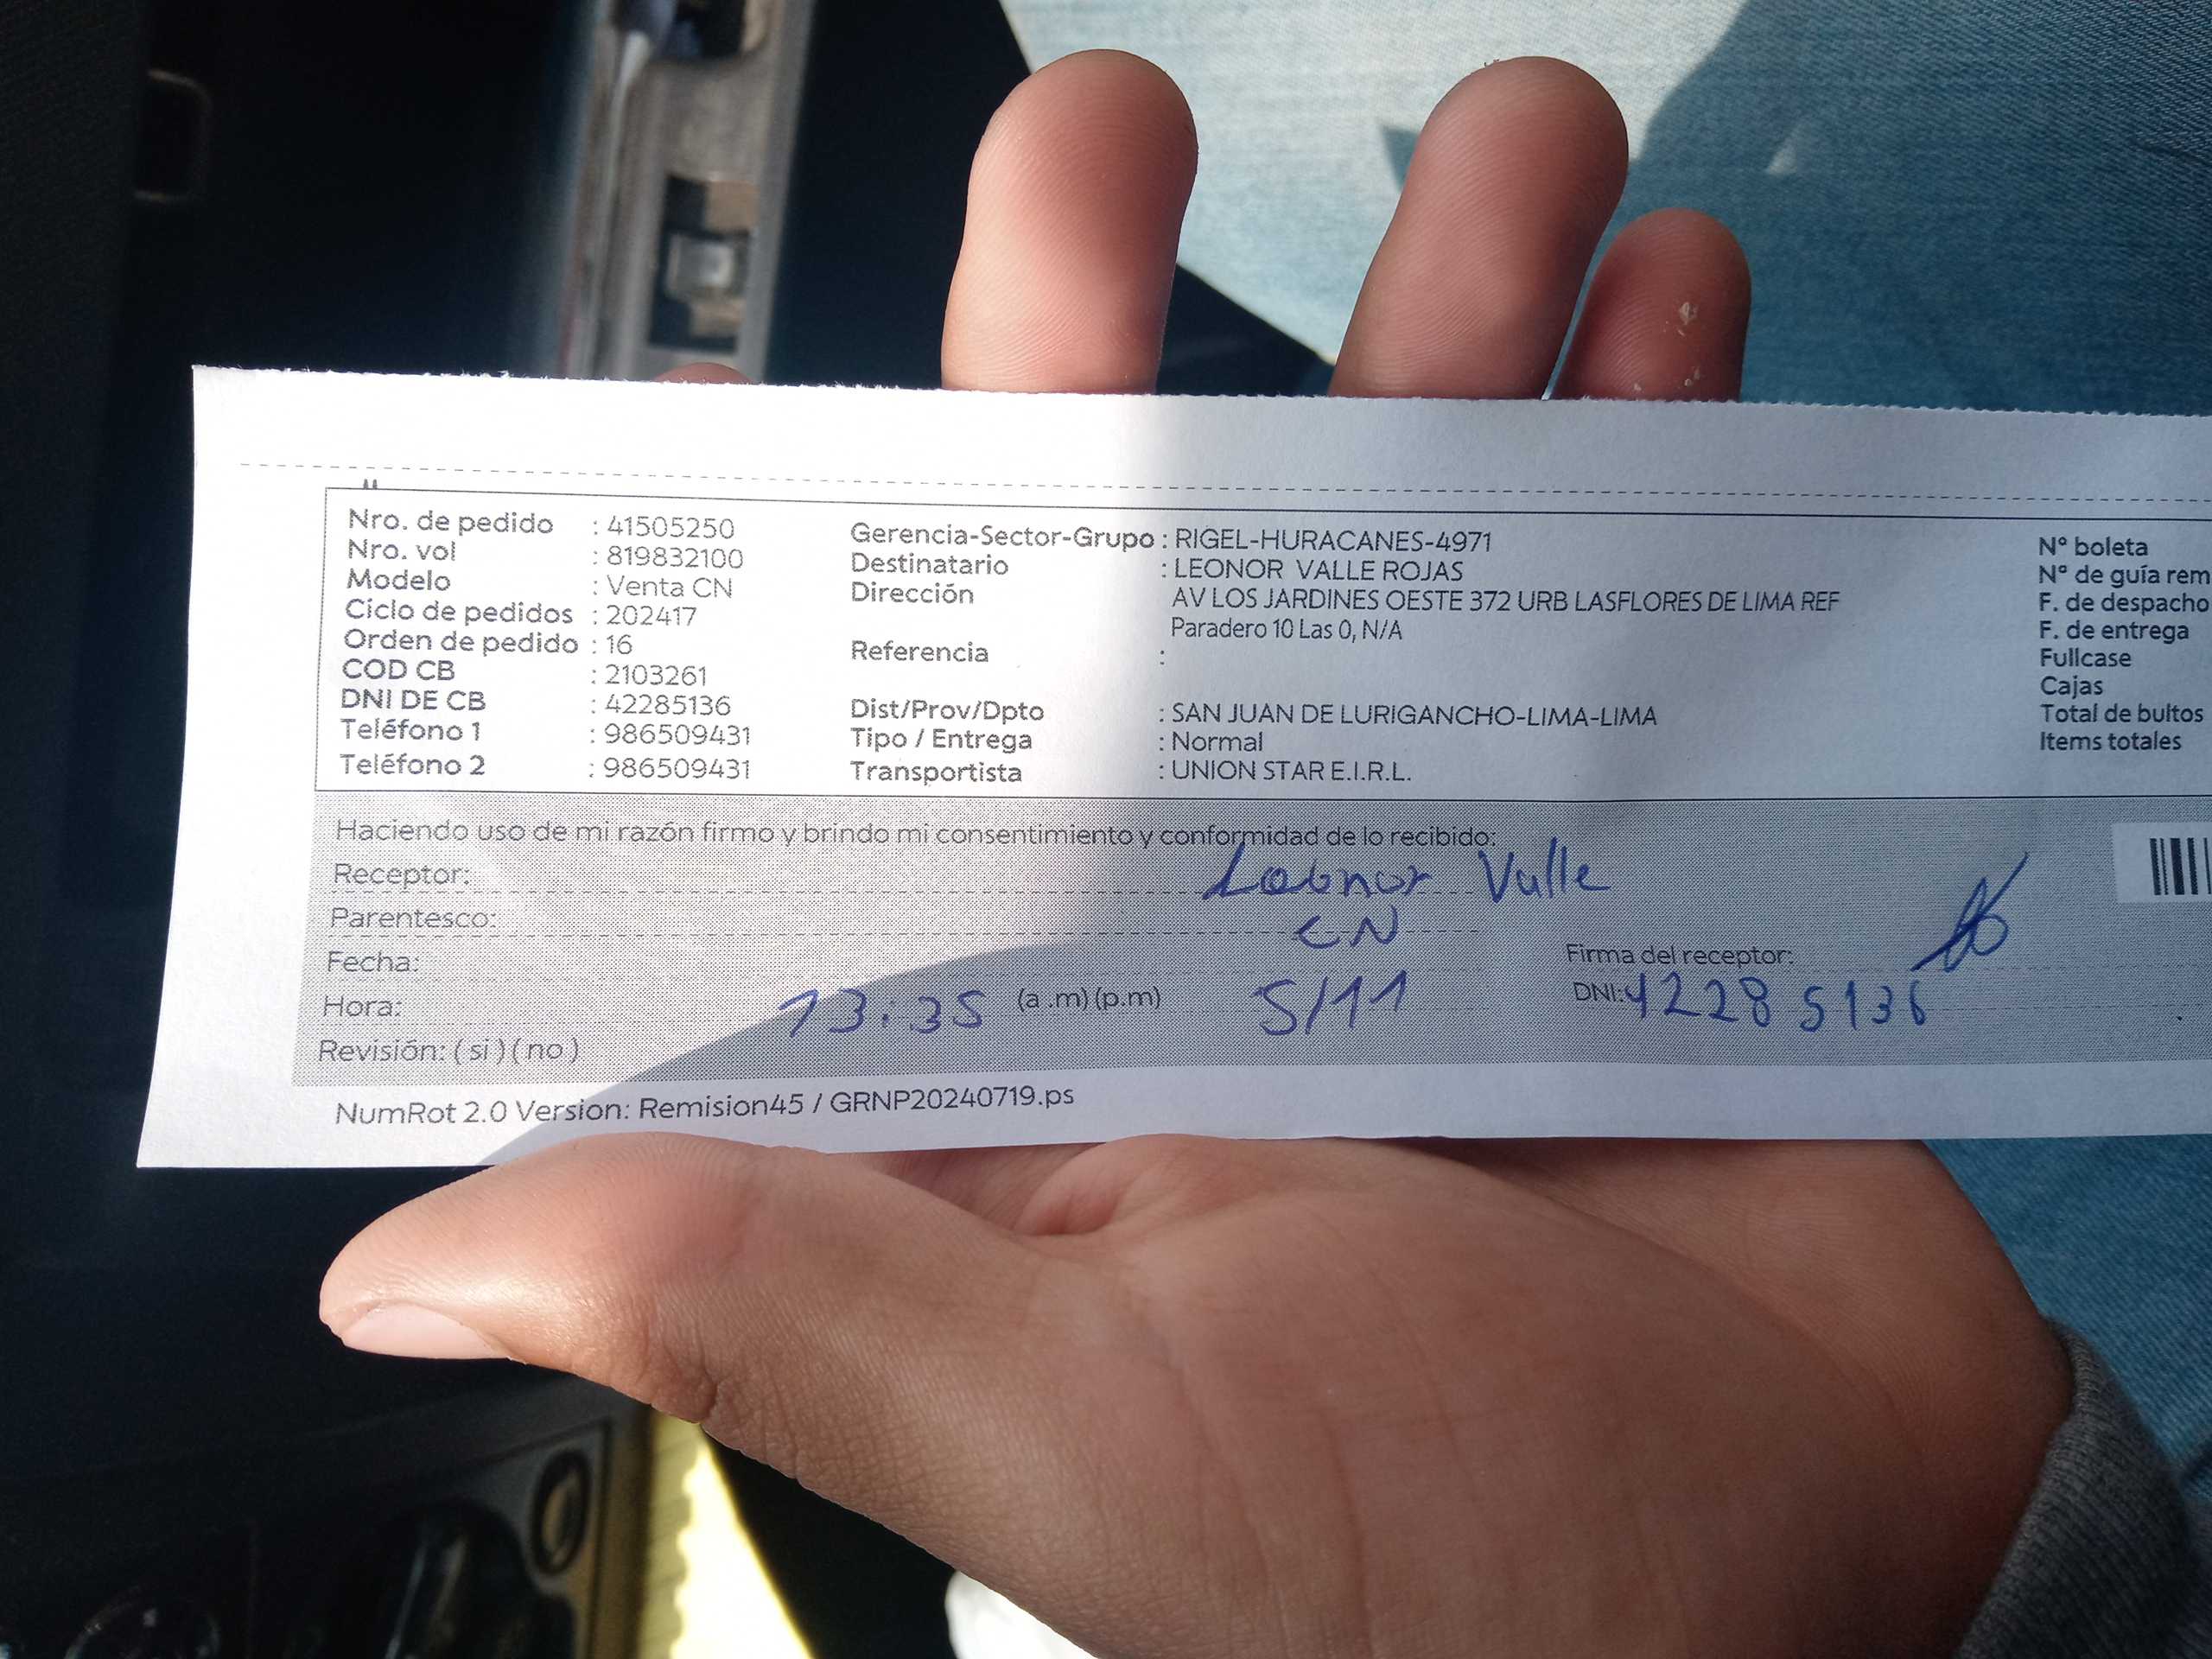 Nro. de pedido : 41505250
Nro. vol : 819832100
Modelo : Venta CN
Ciclo de pedidos : 202417
Orden de pedido : 16
COD CB : 2103261
DNI DE CB : 42285136
Teléfono 1 : 986509431
Teléfono 2 : 986509431
Gerencia-Sector-Grupo : RIGEL-HURACANES-4971
Destinatario : LEONOR VALLE ROJAS
Dirección AV LOS JARDINES OESTE 372 URB LASFLORES DE LIMA REF
Paradero 10 Las 0, N/A
Referencia :
Dist/Prov/Dpto : SAN JUAN DE LURIGANCHO-LIMA-LIMA
Tipo / Entrega : Normal
Transportista : UNION STAR E.I.R.L.
N° boleta
N° de guía rem
F. de despacho
F. de entrega
Fullcase
Cajas
Total de bultos
Items totales
Haciendo uso de mi razón firmo y brindo mi consentimiento y conformidad de lo recibido:
Receptor: Leonor Valle
Parentesco: CN
Fecha:
Firma del receptor:
Hora: 13:35 (a.m)(p.m) 5/11 DNI: 42285136
Revisión: (si)(no)
NumRot 2.0 Version: Remision45 / GRNP20240719.ps